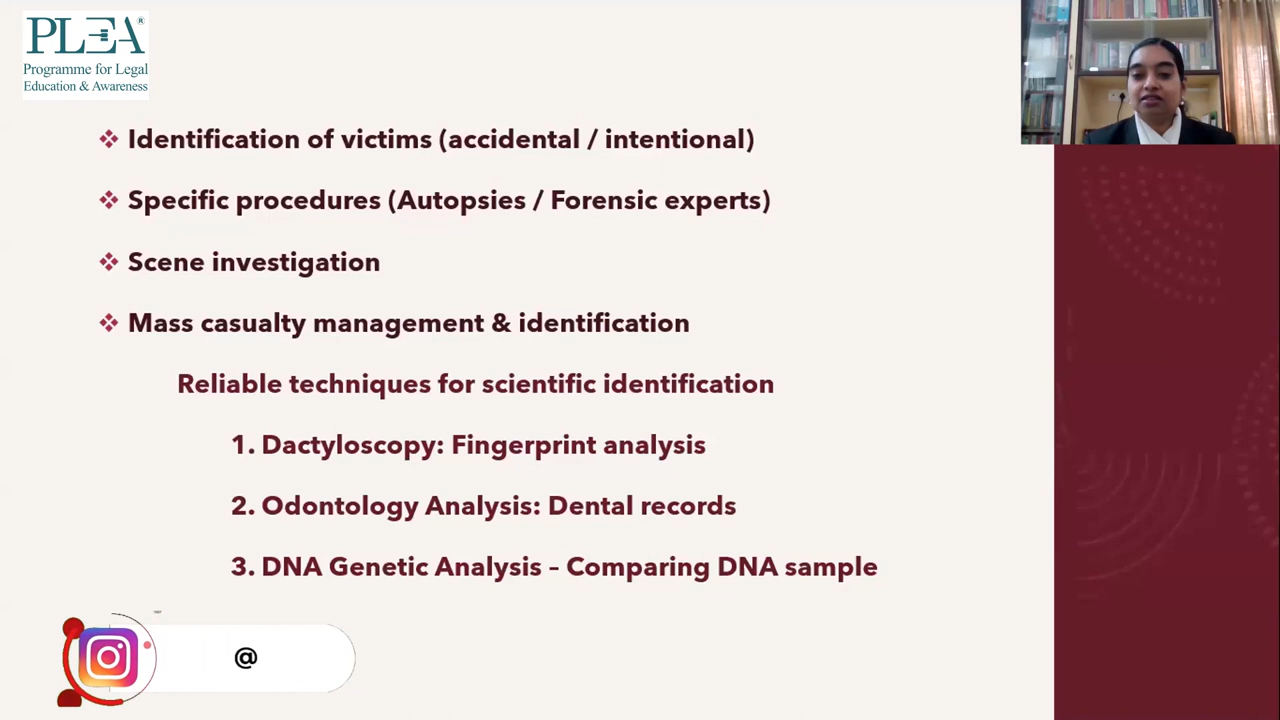 PLEA®
Programme for Legal
Education & Awareness
❖ Identification of victims (accidental / intentional)
❖ Specific procedures (Autopsies / Forensic experts)
❖ Scene investigation
❖ Mass casualty management & identification
Reliable techniques for scientific identification
1. Dactyloscopy: Fingerprint analysis
2. Odontology Analysis: Dental records
3. DNA Genetic Analysis – Comparing DNA sample
@